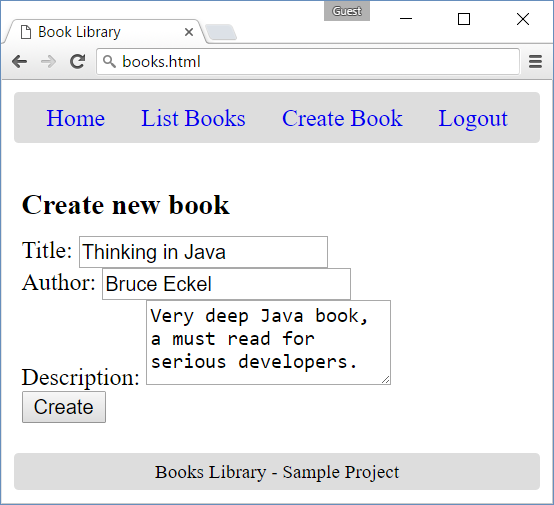 Guest
Book Library
books.html
Home List Books Create Book Logout
Create new book
Title: Thinking in Java
Author: Bruce Eckel
Very deep Java book,
a must read for
serious developers.
Description:
Create
Books Library - Sample Project